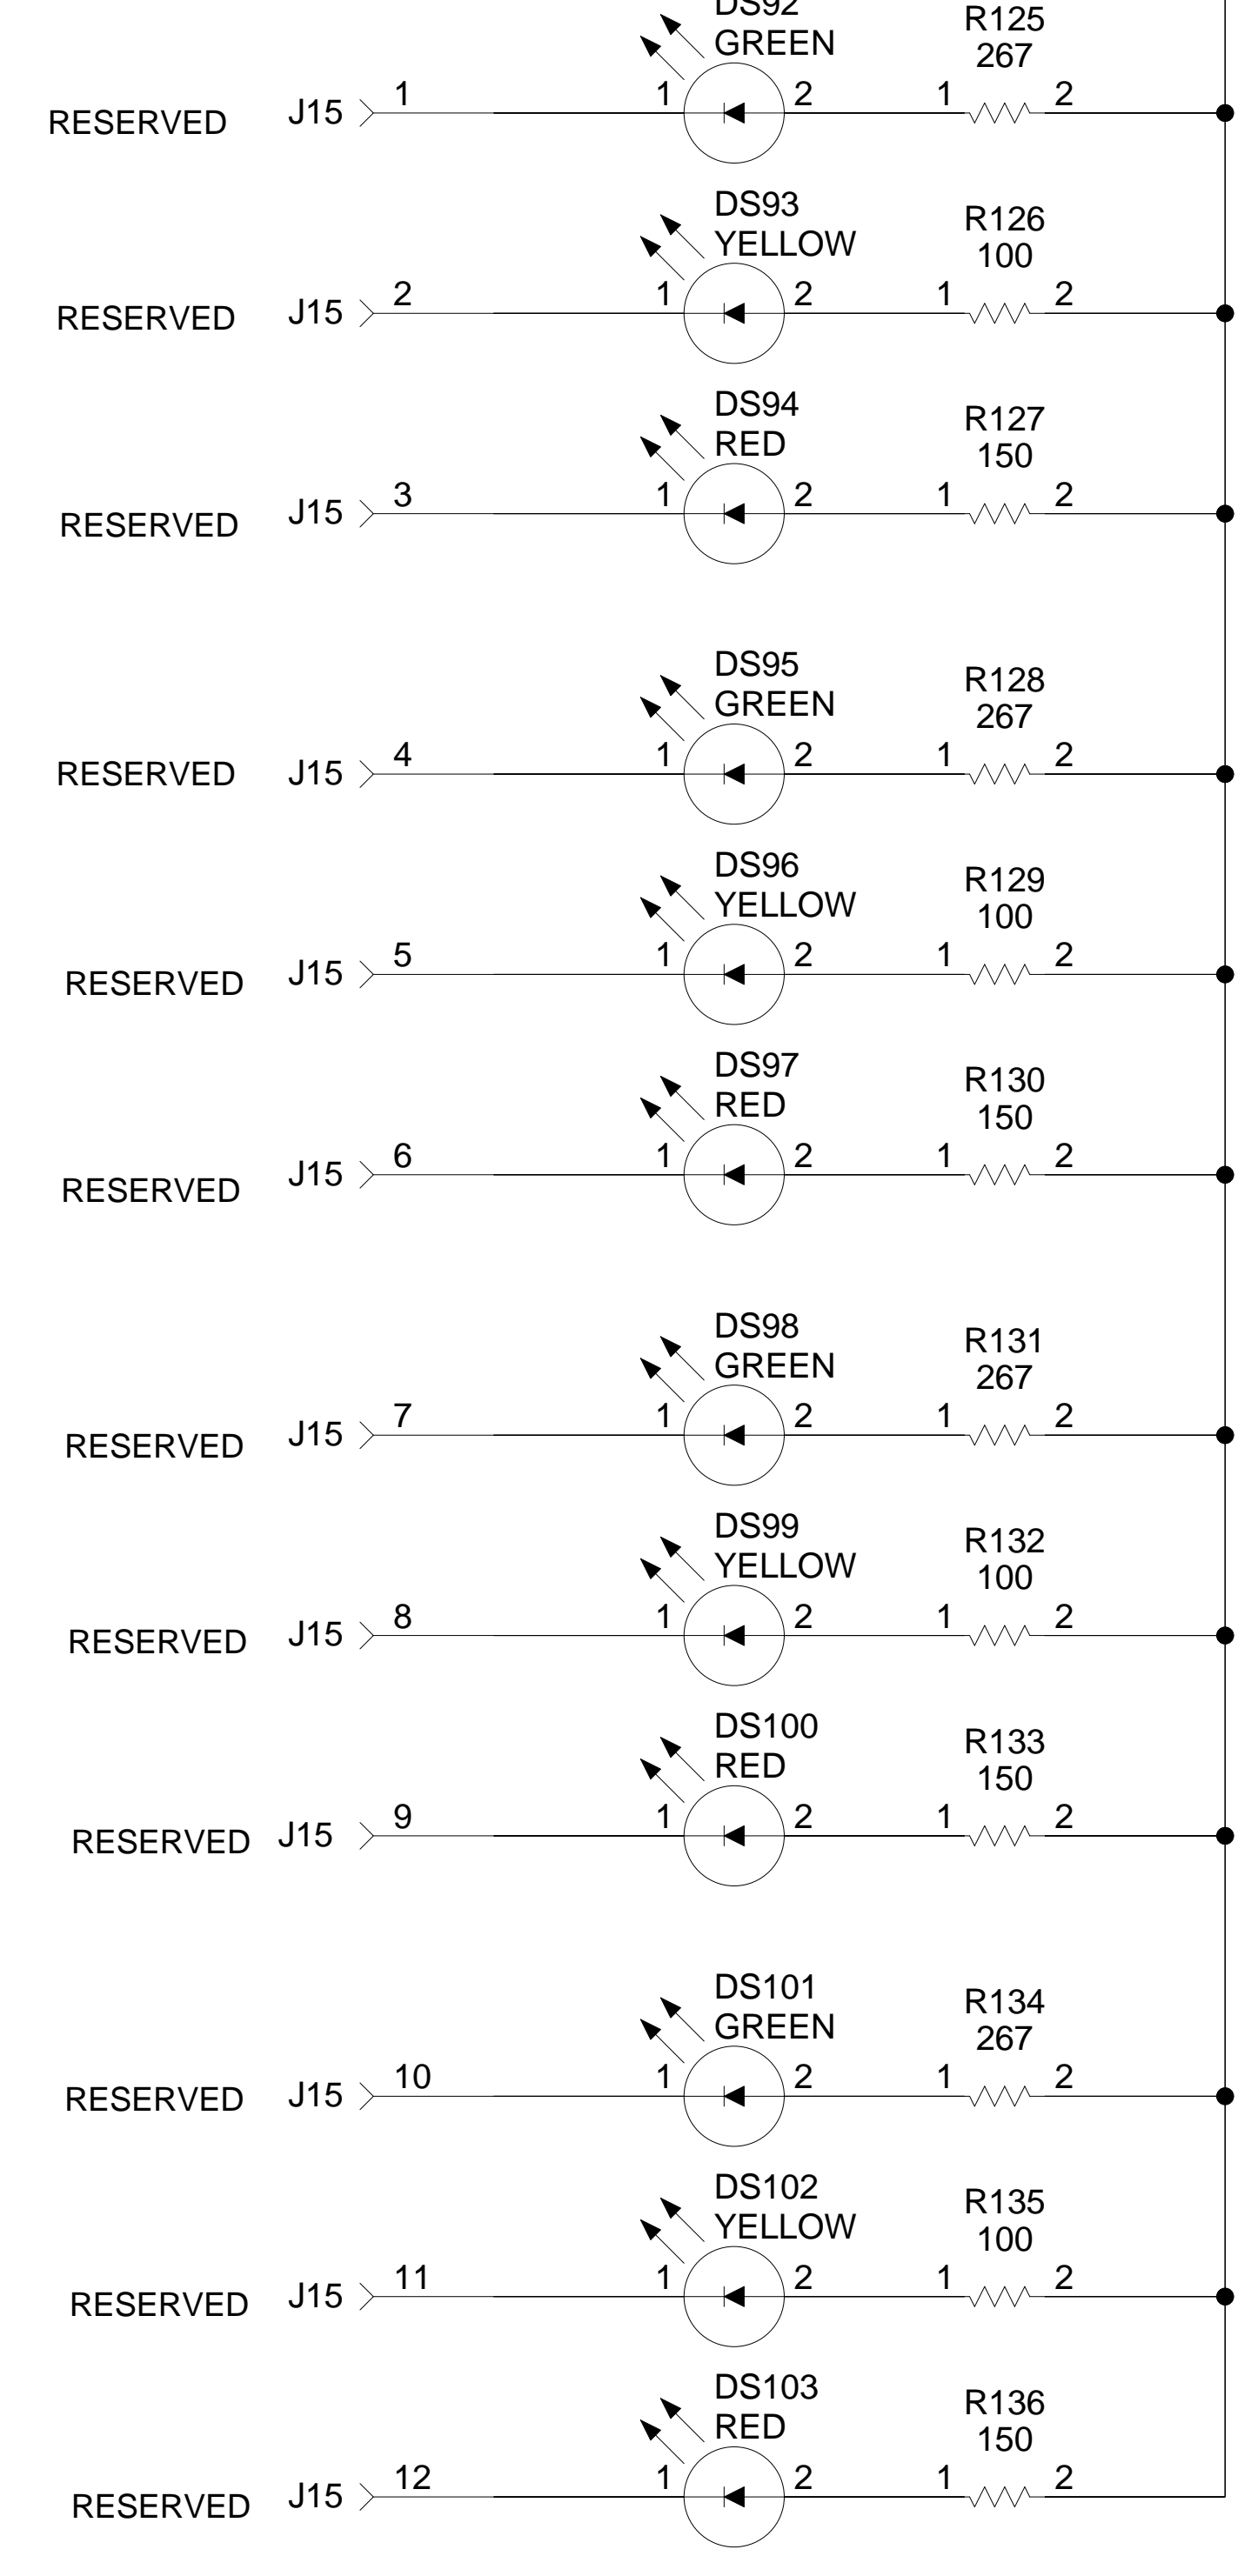 DS92
GREEN
R125
267
RESERVED J15 1 1 2 1 2
DS93
YELLOW
R126
100
RESERVED J15 2 1 2 1 2
DS94
RED
R127
150
RESERVED J15 3 1 2 1 2
DS95
GREEN
R128
267
RESERVED J15 4 1 2 1 2
DS96
YELLOW
R129
100
RESERVED J15 5 1 2 1 2
DS97
RED
R130
150
RESERVED J15 6 1 2 1 2
DS98
GREEN
R131
267
RESERVED J15 7 1 2 1 2
DS99
YELLOW
R132
100
RESERVED J15 8 1 2 1 2
DS100
RED
R133
150
RESERVED J15 9 1 2 1 2
DS101
GREEN
R134
267
RESERVED J15 10 1 2 1 2
DS102
YELLOW
R135
100
RESERVED J15 11 1 2 1 2
DS103
RED
R136
150
RESERVED J15 12 1 2 1 2